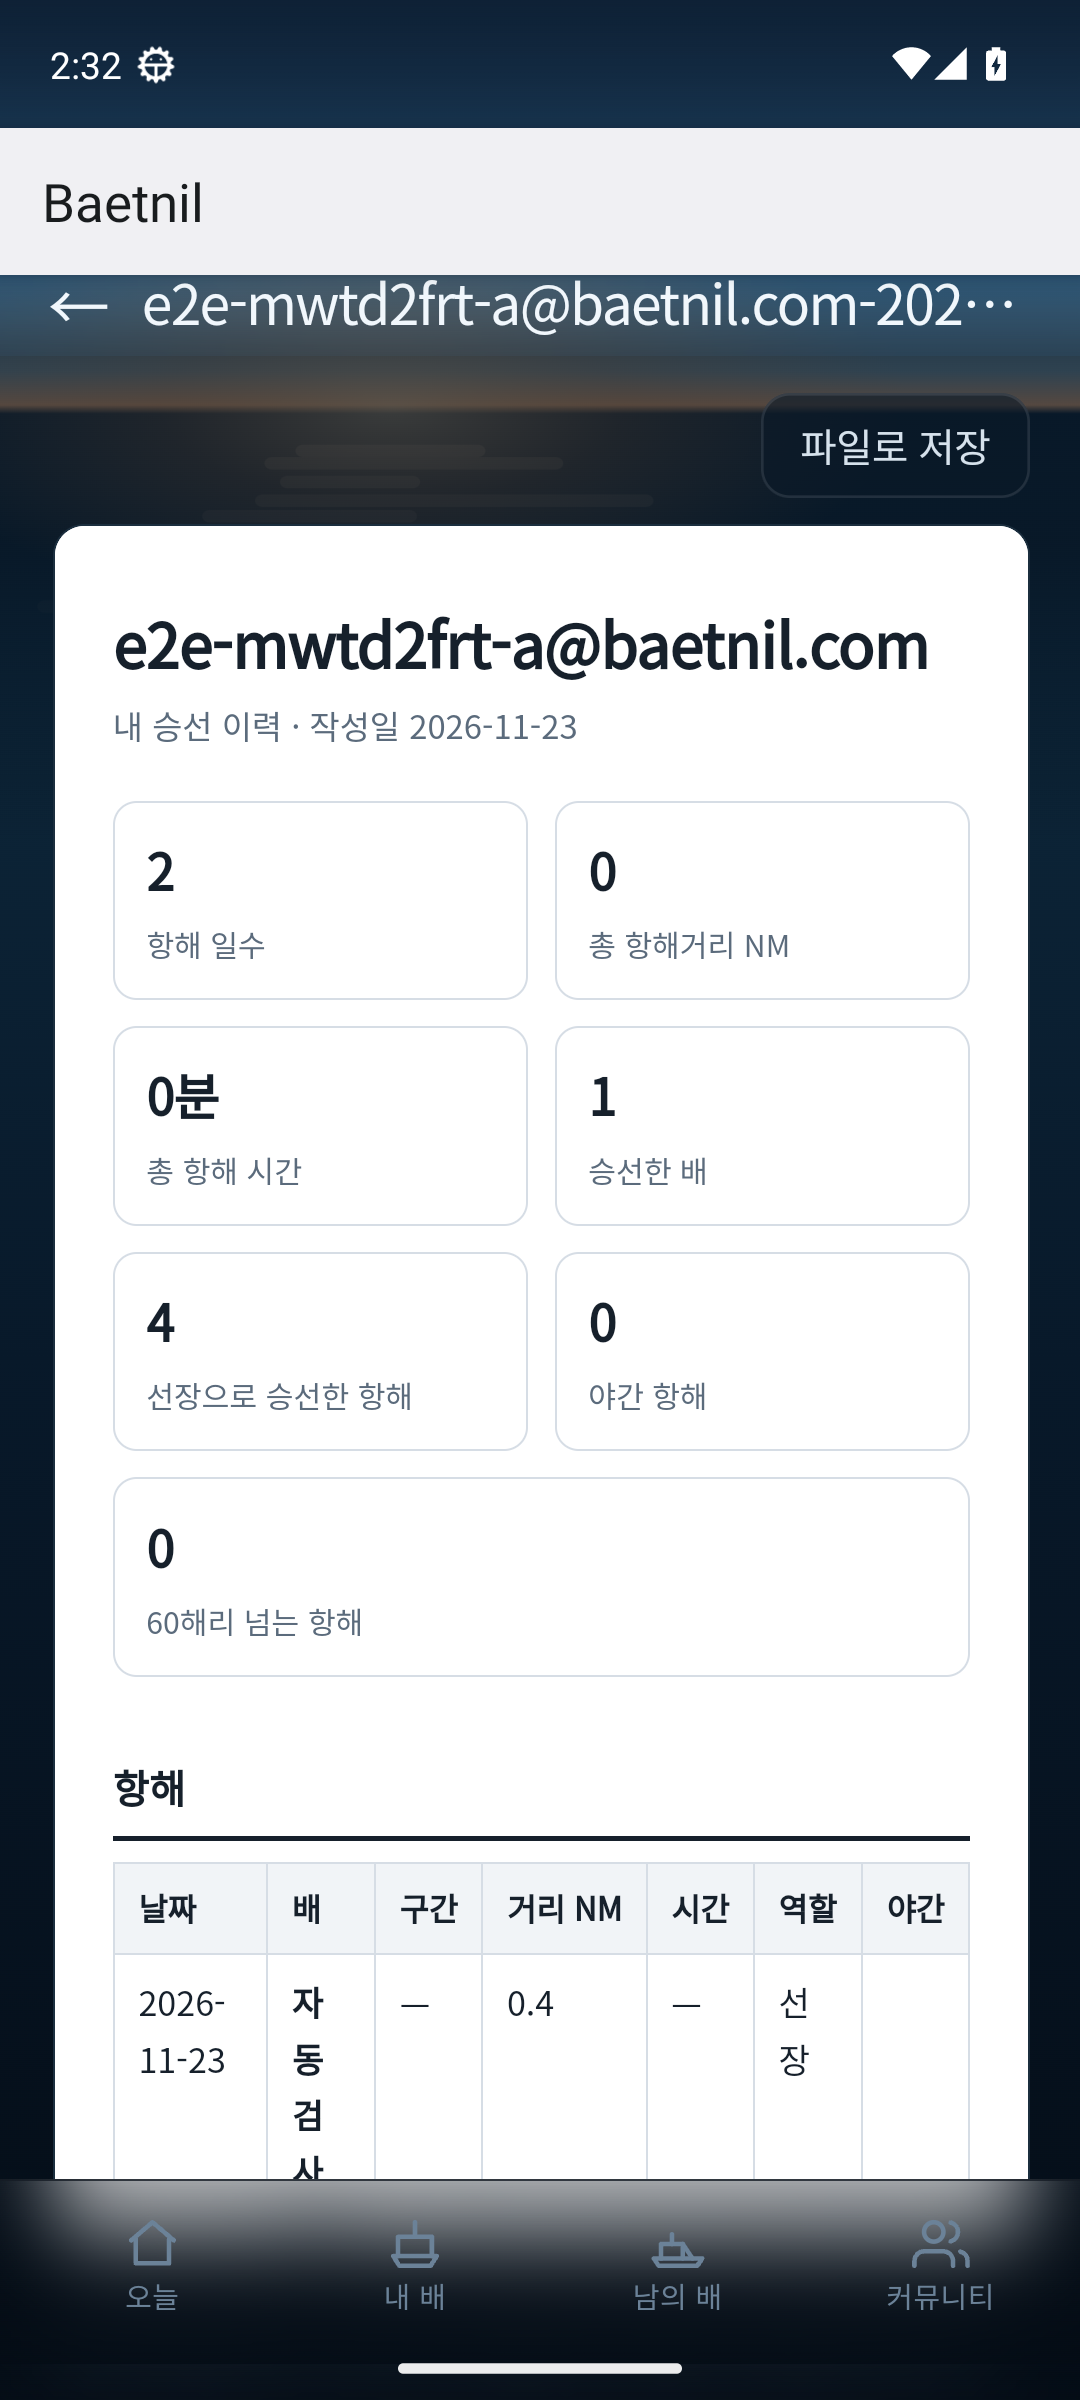 2:32
Baetnil
← e2e-mwtd2frt-a@baetnil.com-202…
파일로 저장
e2e-mwtd2frt-a@baetnil.com
내 승선 이력 · 작성일 2026-11-23
2
항해 일수
0
총 항해거리 NM
0분
총 항해 시간
1
승선한 배
4
선장으로 승선한 항해
0
야간 항해
0
60해리 넘는 항해
항해
날짜 배 구간 거리 NM 시간 역할 야간
2026-11-23 자동검사 — 0.4 — 선장
오늘 내 배 남의 배 커뮤니티